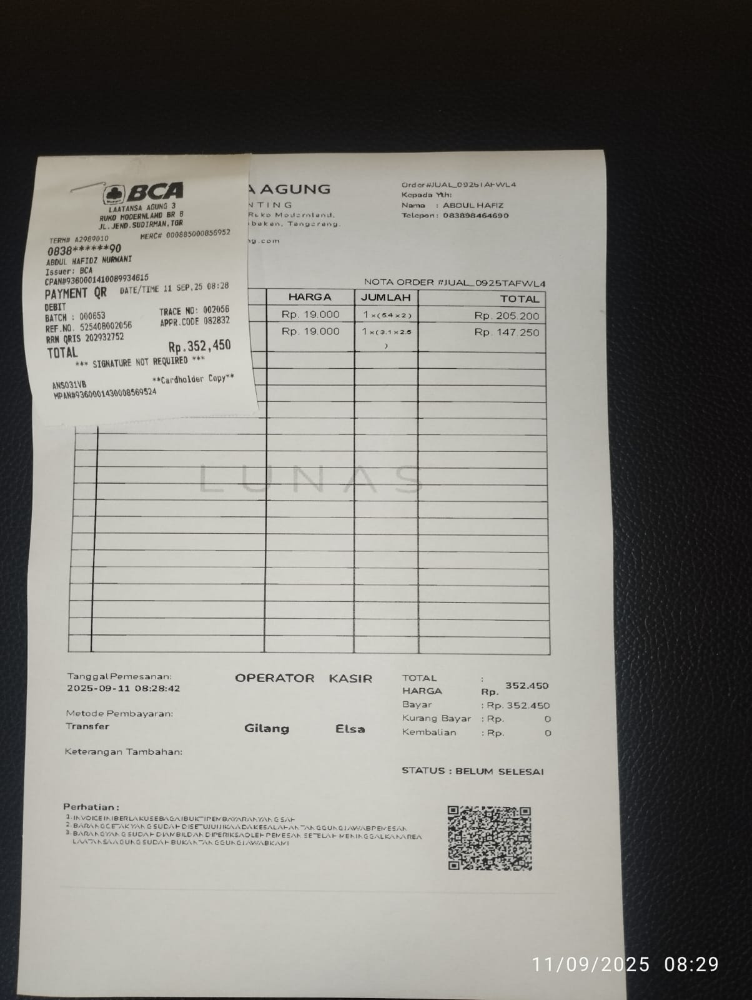 BCA
LAATANSA AGUNG 3
RUKO MODERNLAND BR 8
JL.JEND.SUDIRMAN,TGR
TERM# A2989010 MERC# 000885000856952
0838******90
ABDUL HAFIDZ NURWANI
Issuer: BCA
CPAN#9360001410089934615
PAYMENT QR DATE/TIME 11 SEP,25 08:28
DEBIT
BATCH : 000653 TRACE NO: 002056
REF.NO. 525408002056 APPR.CODE 082832
RRN QRIS 202932752
TOTAL Rp.352,450
*** SIGNATURE NOT REQUIRED ***
ANS031VB **Cardholder Copy**
MPAN#9360001430008569524
A AGUNG
NTING
Ruko Modernland,
Tangerang.
ng.com
Order#JUAL_0925TAFWL4
Kepada Yth:
Nama : ABDUL HAFIZ
Telepon: 083898464690
NOTA ORDER #JUAL_0925TAFWL4
HARGA JUMLAH TOTAL
Rp. 19.000 1 x (5.4 x 2) Rp. 205.200
Rp. 19.000 1 x (3.1 x 2.5 Rp. 147.250
)
LUNAS
Tanggal Pemesanan:
2025-09-11 08:28:42
Metode Pembayaran:
Transfer
Keterangan Tambahan:
OPERATOR KASIR
Gilang Elsa
TOTAL HARGA : Rp. 352.450
Bayar : Rp. 352.450
Kurang Bayar : Rp. 0
Kembalian : Rp. 0
STATUS : BELUM SELESAI
Perhatian :
1. INVOICE INI BERLAKU SEBAGAI BUKTI PEMBAYARAN YANG SAH
2. BARANG CETAK YANG SUDAH DISETUJUI JIKA ADA KESALAHAN TANGGUNG JAWAB PEMESAN
3. BARANG YANG SUDAH DIAMBIL DAN DIPERIKSA OLEH PEMESAN, SETELAH MENINGGALKAN AREA
LAATANSA AGUNG SUDAH BUKAN TANGGUNG JAWAB KAMI
11/09/2025 08:29